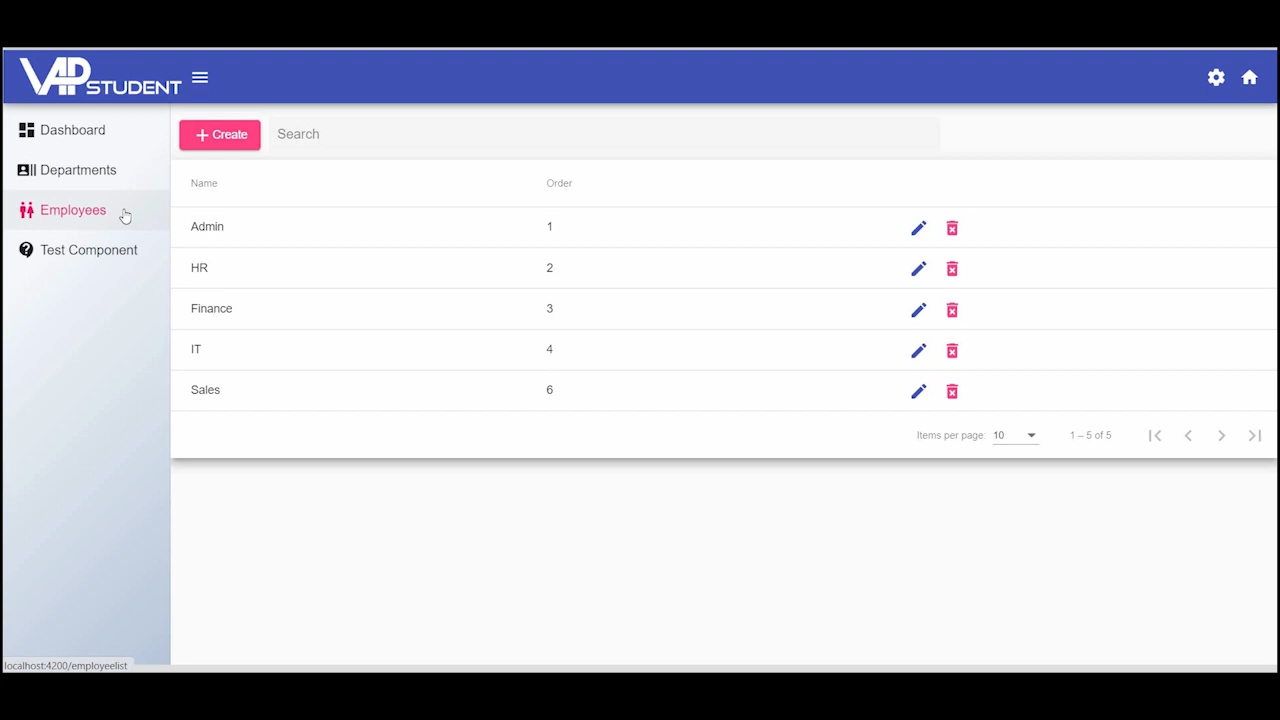 VAP STUDENT
Dashboard
Departments
Employees
Test Component
+ Create
Search
Name Order
Admin 1
HR 2
Finance 3
IT 4
Sales 6
Items per page: 10 1 – 5 of 5
localhost:4200/employeelist